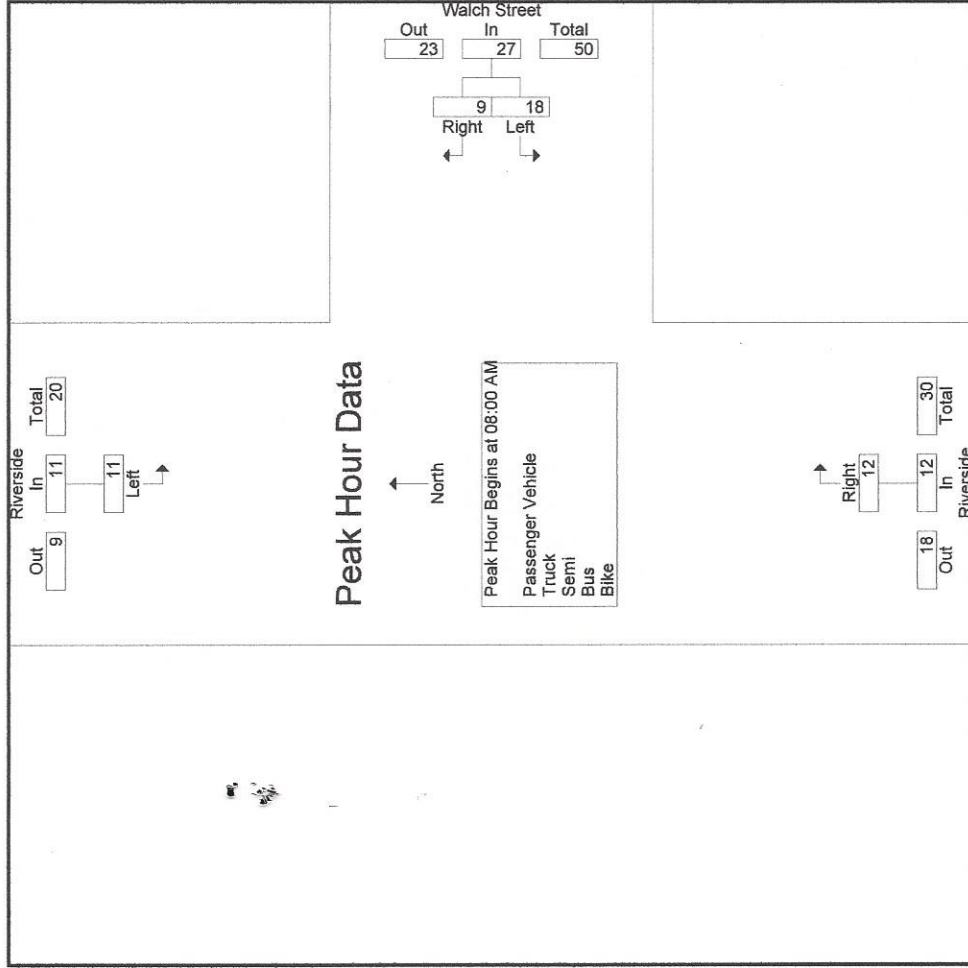 Walch Street
Out In Total
23 27 50
9 18
Right Left
Riverside
Out In Total
9 11 20
11
Left
Peak Hour Data
North
Peak Hour Begins at 08:00 AM
Passenger Vehicle
Truck
Semi
Bus
Bike
Right
12
18 12 30
Out In Total
Riverside